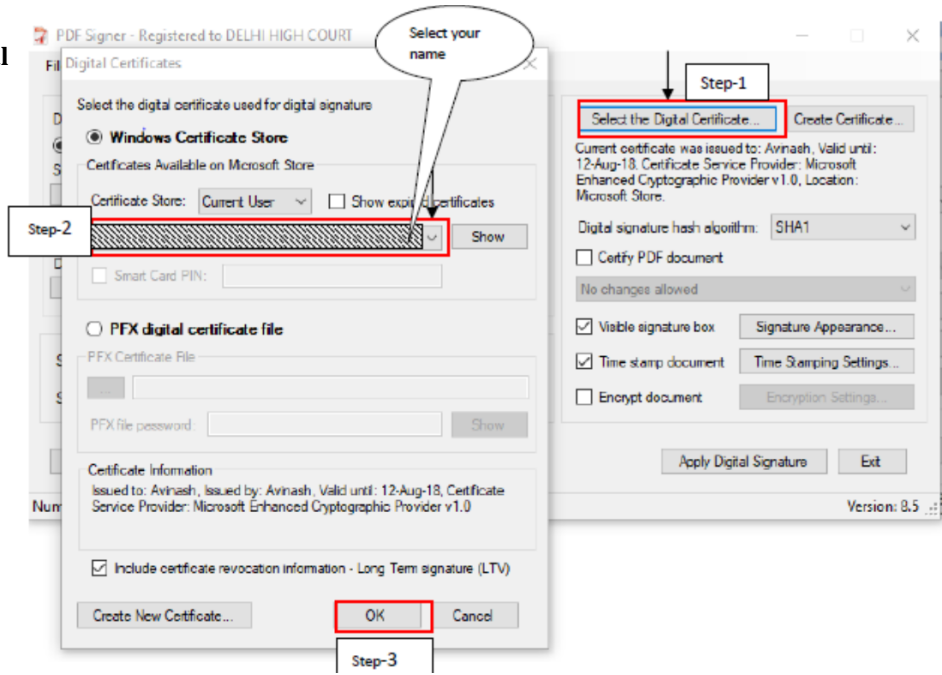 l
PDF Signer - Registered to DELHI HIGH COURT
Fil
Select your
name
Digital Certificates
Select the digital certificate used for digital signature
Windows Certificate Store
Certificates Available on Microsoft Store
Certificate Store: Current User
Show expired certificates
Step-2
Show
Smart Card PIN:
PFX digital certificate file
PFX Certificate File
...
PFX file password:
Show
Certificate Information
Issued to: Avinash, Issued by: Avinash, Valid until: 12-Aug-18, Certificate
Service Provider: Microsoft Enhanced Cryptographic Provider v1.0
Include certificate revocation information - Long Term signature (LTV)
Create New Certificate...
OK
Cancel
Step-3
Step-1
Select the Digital Certificate...
Create Certificate...
Current certificate was issued to: Avinash, Valid until:
12-Aug-18, Certificate Service Provider: Microsoft
Enhanced Cryptographic Provider v1.0, Location:
Microsoft Store.
Digital signature hash algorithm: SHA1
Certify PDF document
No changes allowed
Visible signature box
Signature Appearance...
Time stamp document
Time Stamping Settings...
Encrypt document
Encryption Settings...
Apply Digital Signature
Exit
Num
Version: 8.5